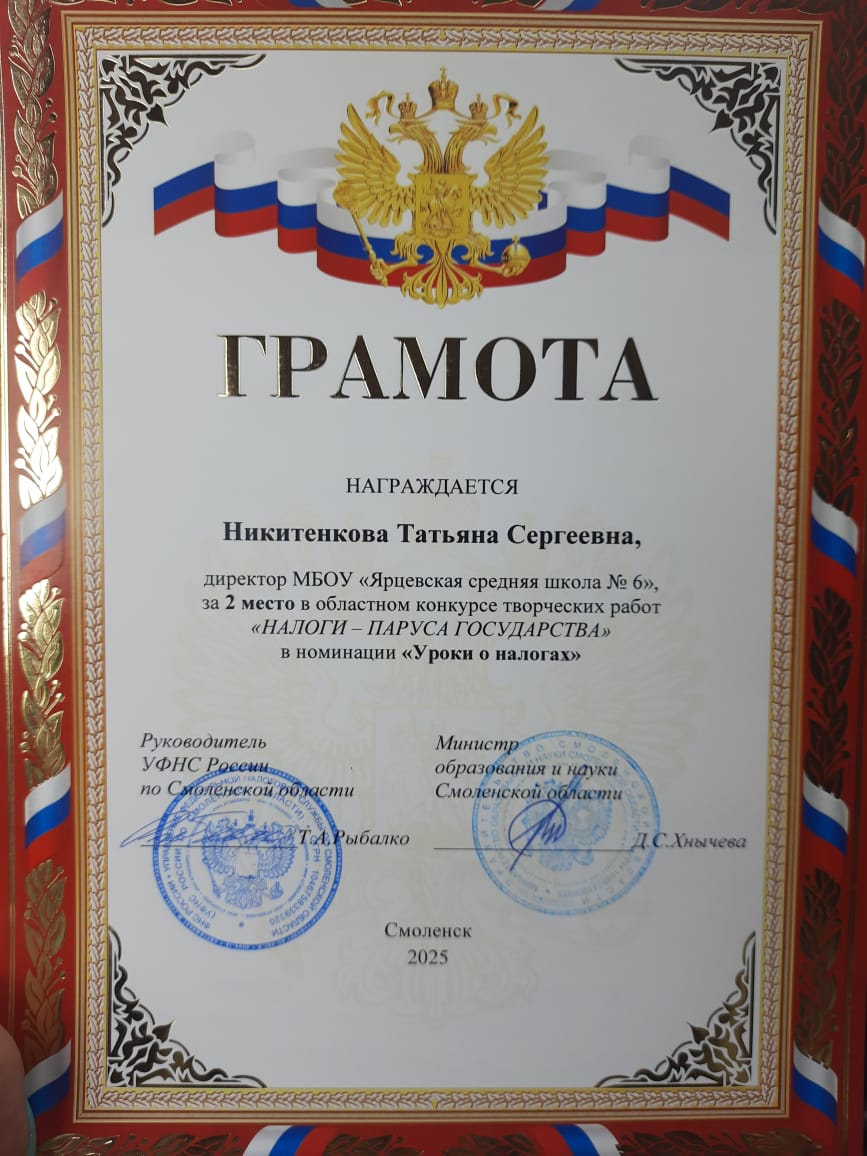 ГРАМОТА
НАГРАЖДАЕТСЯ
Никитенкова Татьяна Сергеевна,
директор МБОУ «Ярцевская средняя школа № 6»,
за 2 место в областном конкурсе творческих работ
«НАЛОГИ – ПАРУСА ГОСУДАРСТВА»
в номинации «Уроки о налогах»
Руководитель
УФНС России
по Смоленской области
Т.А.Рыбалко
Министр
образования и науки
Смоленской области
Д.С.Хнычева
Смоленск
2025